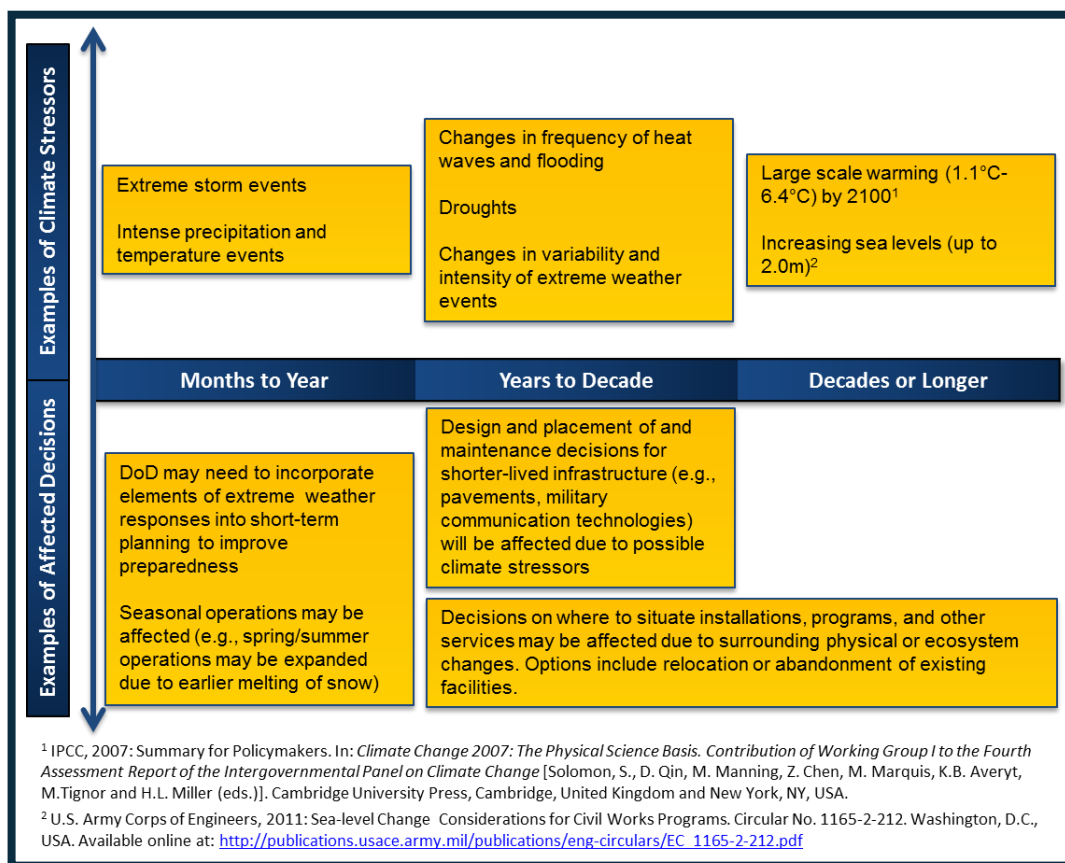 Examples of Climate Stressors
Extreme storm events
Intense precipitation and
temperature events
Changes in frequency of heat
waves and flooding
Droughts
Changes in variability and
intensity of extreme weather
events
Large scale warming (1.1°C-
6.4°C) by 2100¹
Increasing sea levels (up to
2.0m)²
Months to Year
Years to Decade
Decades or Longer
Examples of Affected Decisions
DoD may need to incorporate
elements of extreme weather
responses into short-term
planning to improve
preparedness
Seasonal operations may be
affected (e.g., spring/summer
operations may be expanded
due to earlier melting of snow)
Design and placement of and
maintenance decisions for
shorter-lived infrastructure (e.g.,
pavements, military
communication technologies)
will be affected due to possible
climate stressors
Decisions on where to situate installations, programs, and other
services may be affected due to surrounding physical or ecosystem
changes. Options include relocation or abandonment of existing
facilities.
¹ IPCC, 2007: Summary for Policymakers. In: Climate Change 2007: The Physical Science Basis. Contribution of Working Group I to the Fourth
Assessment Report of the Intergovernmental Panel on Climate Change [Solomon, S., D. Qin, M. Manning, Z. Chen, M. Marquis, K.B. Averyt,
M.Tignor and H.L. Miller (eds.)]. Cambridge University Press, Cambridge, United Kingdom and New York, NY, USA.
² U.S. Army Corps of Engineers, 2011: Sea-level Change Considerations for Civil Works Programs. Circular No. 1165-2-212. Washington, D.C.,
USA. Available online at: http://publications.usace.army.mil/publications/eng-circulars/EC_1165-2-212.pdf